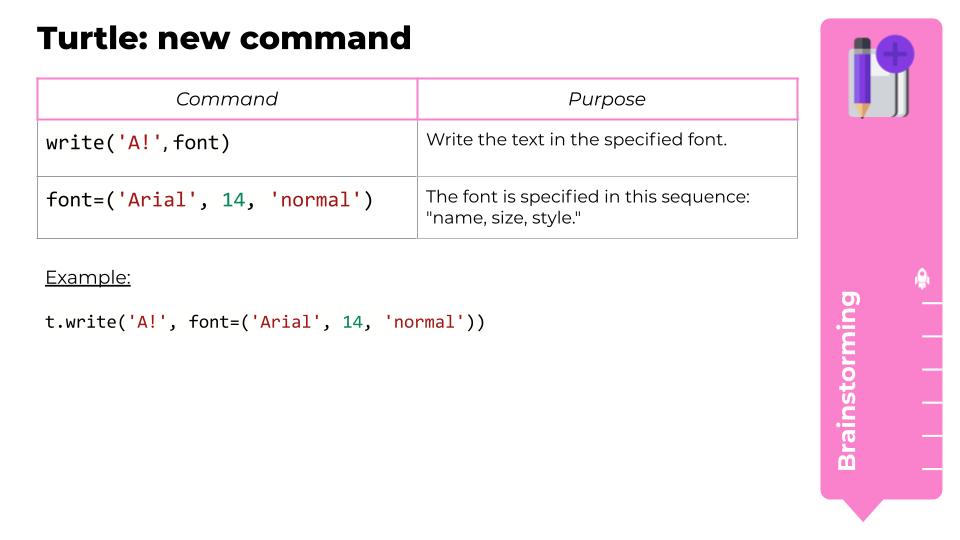 Turtle: new command
Command
Purpose
write('A!',font)
Write the text in the specified font.
font=('Arial', 14, 'normal')
The font is specified in this sequence:
"name, size, style."
Example:
t.write('A!', font=('Arial', 14, 'normal'))
Brainstorming